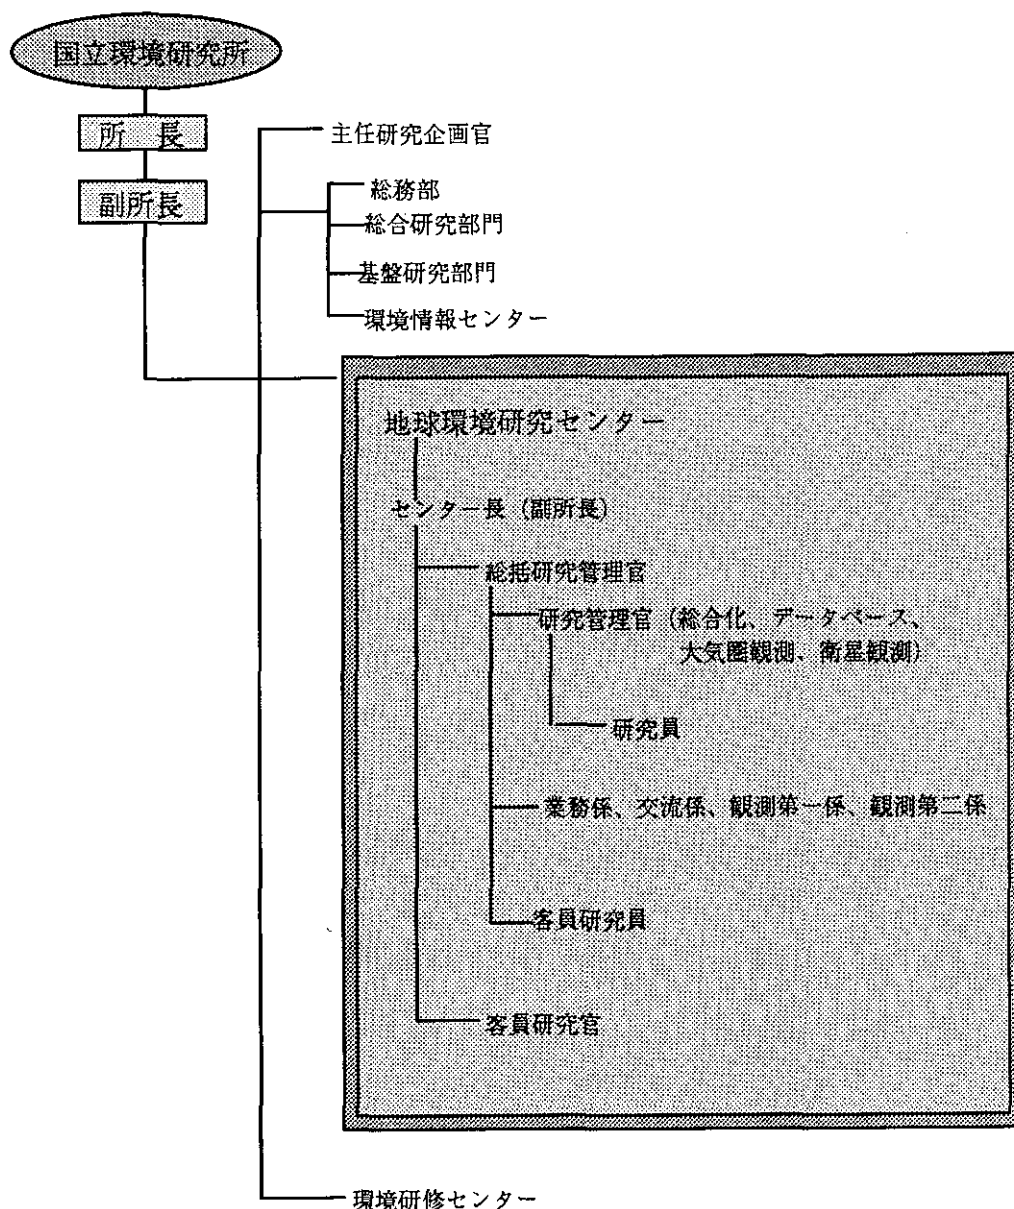 国立環境研究所
所　長
副所長
主任研究企画官
総務部
総合研究部門
基盤研究部門
環境情報センター
地球環境研究センター
センター長（副所長）
総括研究管理官
研究管理官（総合化、データベース、
大気圏観測、衛星観測）
研究員
業務係、交流係、観測第一係、観測第二係
客員研究員
客員研究官
環境研修センター